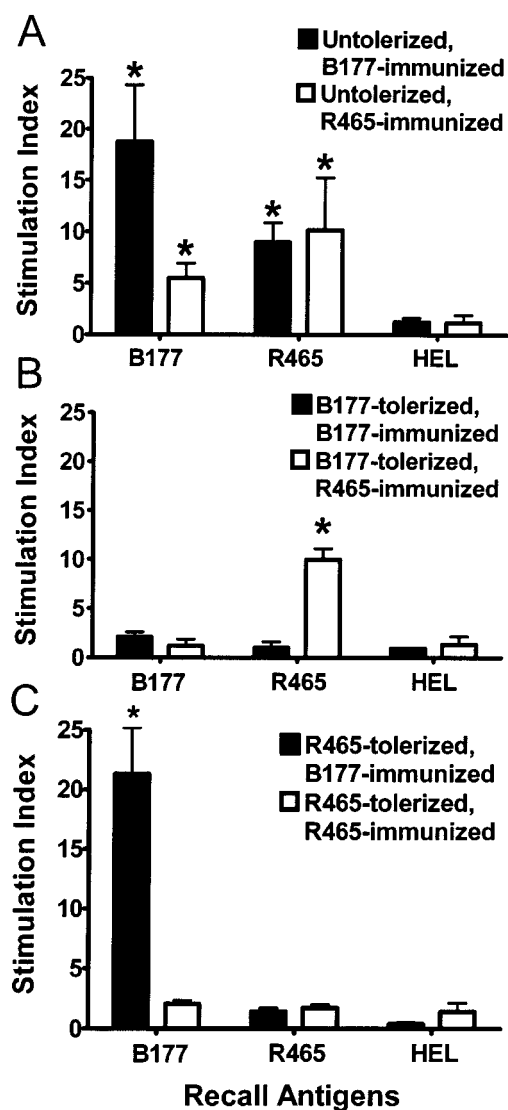 A
Untolerized,
B177-immunized
Untolerized,
R465-immunized
Stimulation Index
25
20
15
10
5
0
*
*
*
*
B177
R465
HEL
B
B177-tolerized,
B177-immunized
B177-tolerized,
R465-immunized
Stimulation Index
25
20
15
10
5
0
*
B177
R465
HEL
C
R465-tolerized,
B177-immunized
R465-tolerized,
R465-immunized
Stimulation Index
25
20
15
10
5
0
*
B177
R465
HEL
Recall Antigens